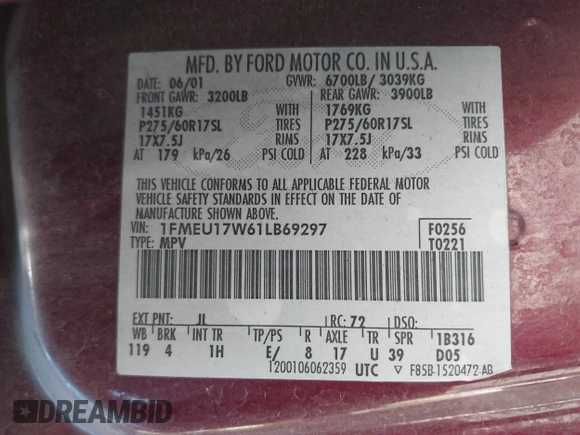 MFD. BY FORD MOTOR CO. IN U.S.A.
DATE: 06/01 GVWR: 6700LB/ 3039KG
FRONT GAWR: 3200LB REAR GAWR: 3900LB
1451KG WITH 1769KG WITH
P275/60R17SL TIRES P275/60R17SL TIRES
17X7.5J RIMS 17X7.5J RIMS
AT 179 kPa/26 PSI COLD AT 228 kPa/33 PSI COLD
THIS VEHICLE CONFORMS TO ALL APPLICABLE FEDERAL MOTOR
VEHICLE SAFETY STANDARDS IN EFFECT ON THE DATE OF
MANUFACTURE SHOWN ABOVE.
VIN: 1FMEU17W61LB69297 F0256
TYPE: MPV T0221
EXT PNT: JL RC: 72 DSO:
WB BRK INT TR TP/PS R AXLE TR SPR 1B316
119 4 1H E/ 8 17 U 39 D05
1200106062359 UTC ▽ F85B-1520472-AB
DREAMBID